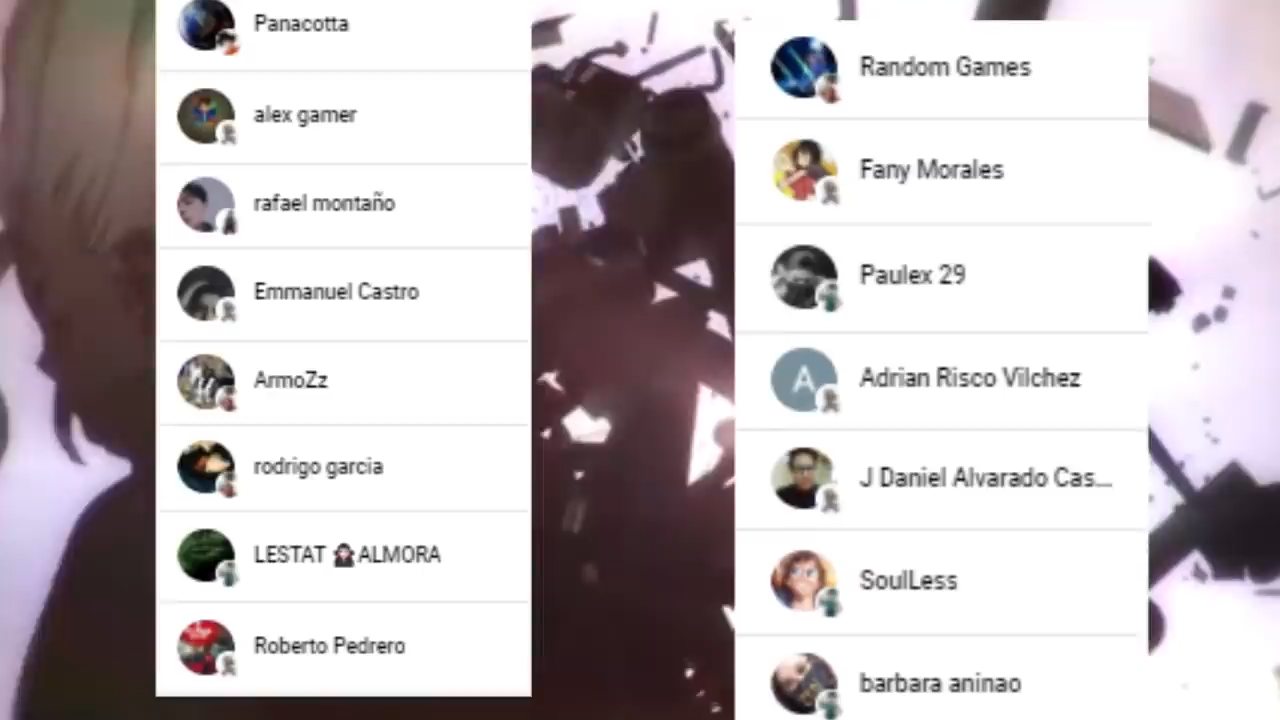 Panacotta
alex gamer
rafael montaño
Emmanuel Castro
ArmoZz
rodrigo garcia
LESTAT 🧛🏻‍♀️ALMORA
Roberto Pedrero
Random Games
Fany Morales
Paulex 29
A
Adrian Risco Vilchez
J Daniel Alvarado Cas...
SoulLess
barbara aninao